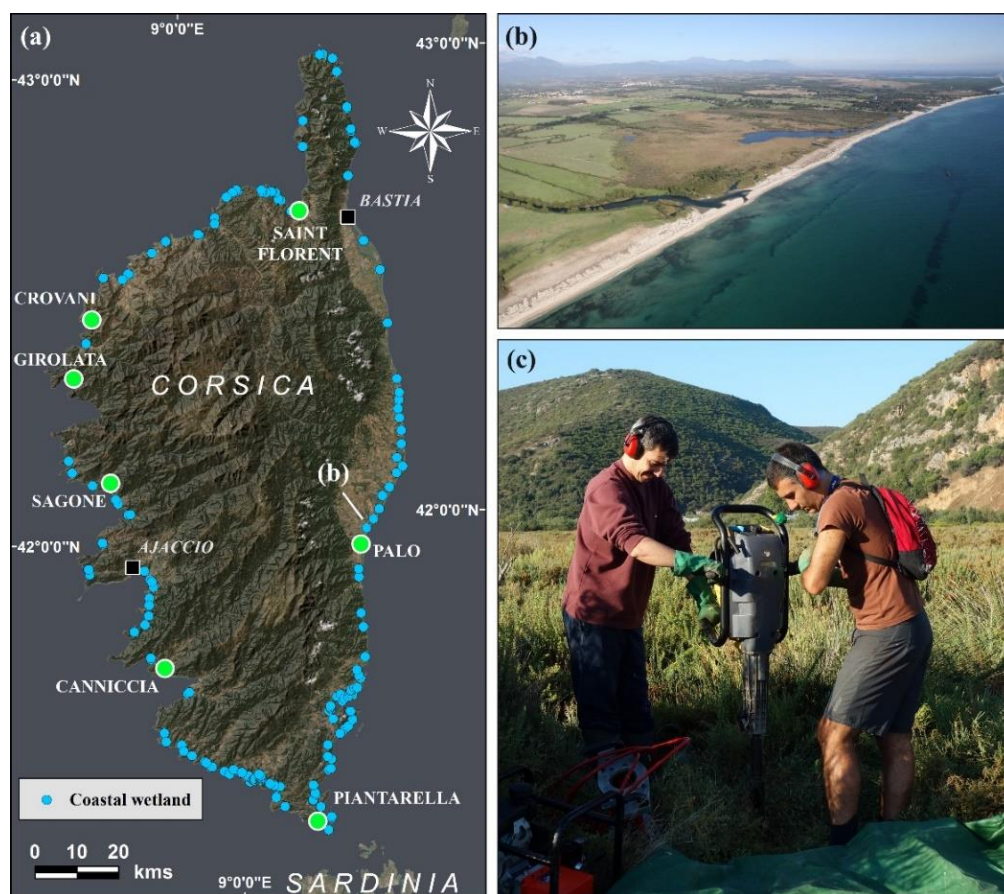 (a)
9°0'0"E
43°0'0"N
43°0'0"N
N
W
E
S
BASTIA
SAINT
FLORENT
CROVANI
GIROLATA
CORSICA
(b)
SAGONE
42°0'0"N
AJACCIO
42°0'0"N
PALO
CANNICCIA
Coastal wetland
PIANTARELLA
0 10 20
kms
9°0'0"E
SARDINIA
(b)
(c)